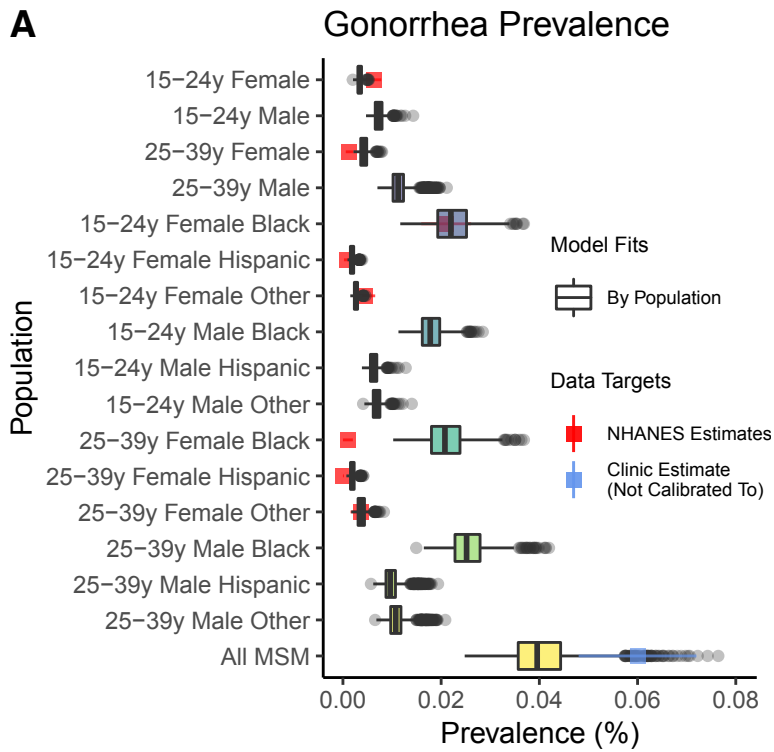 A
Gonorrhea Prevalence
Population
15−24y Female
15−24y Male
25−39y Female
25−39y Male
15−24y Female Black
15−24y Female Hispanic
15−24y Female Other
15−24y Male Black
15−24y Male Hispanic
15−24y Male Other
25−39y Female Black
25−39y Female Hispanic
25−39y Female Other
25−39y Male Black
25−39y Male Hispanic
25−39y Male Other
All MSM
Model Fits
By Population
Data Targets
NHANES Estimates
Clinic Estimate
(Not Calibrated To)
0.00 0.02 0.04 0.06 0.08
Prevalence (%)